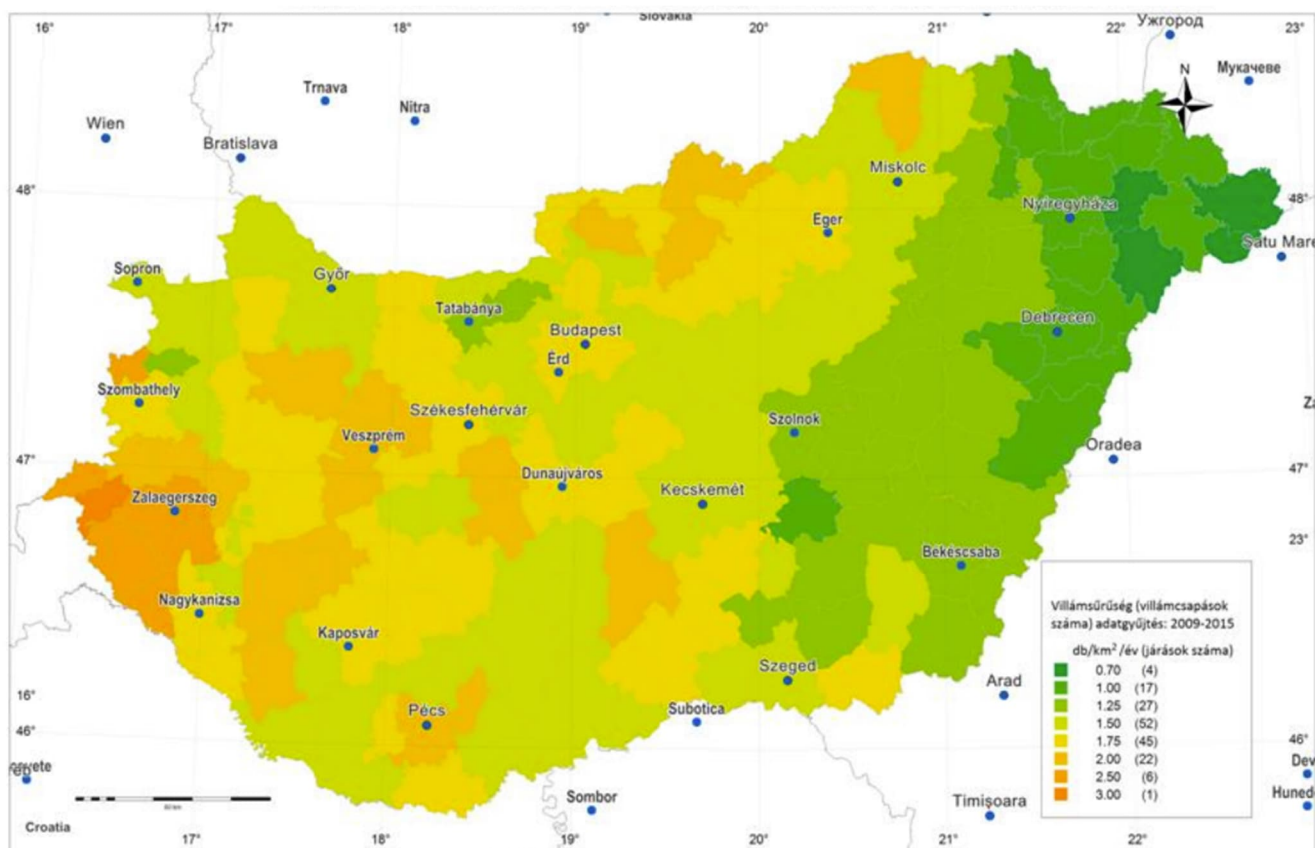 Slovakia
16°
17°
18°
19°
20°
21°
22°
23°
Ужгород
N
Мукачеве
Trnava
Nitra
Wien
Bratislava
Miskolc
48°
48°
Nyíregyháza
Eger
Satu Mare
Sopron
Győr
Tatabánya
Debrecen
Budapest
Érd
Szombathely
Székesfehérvár
Szolnok
Veszprém
Oradea
47°
47°
Dunaújváros
Zalaegerszeg
Kecskemét
23°
Békéscsaba
Nagykanizsa
Kaposvár
Villámsűrűség (villámcsapások
száma) adatgyűjtés: 2009-2015
db/km² /év (járások száma)
0.70 (4)
1.00 (17)
1.25 (27)
1.50 (52)
1.75 (45)
2.00 (22)
2.50 (6)
3.00 (1)
Szeged
Arad
16°
Pécs
Subotica
46°
46°
Sombor
Timișoara
Croatia
17°
18°
19°
20°
21°
22°